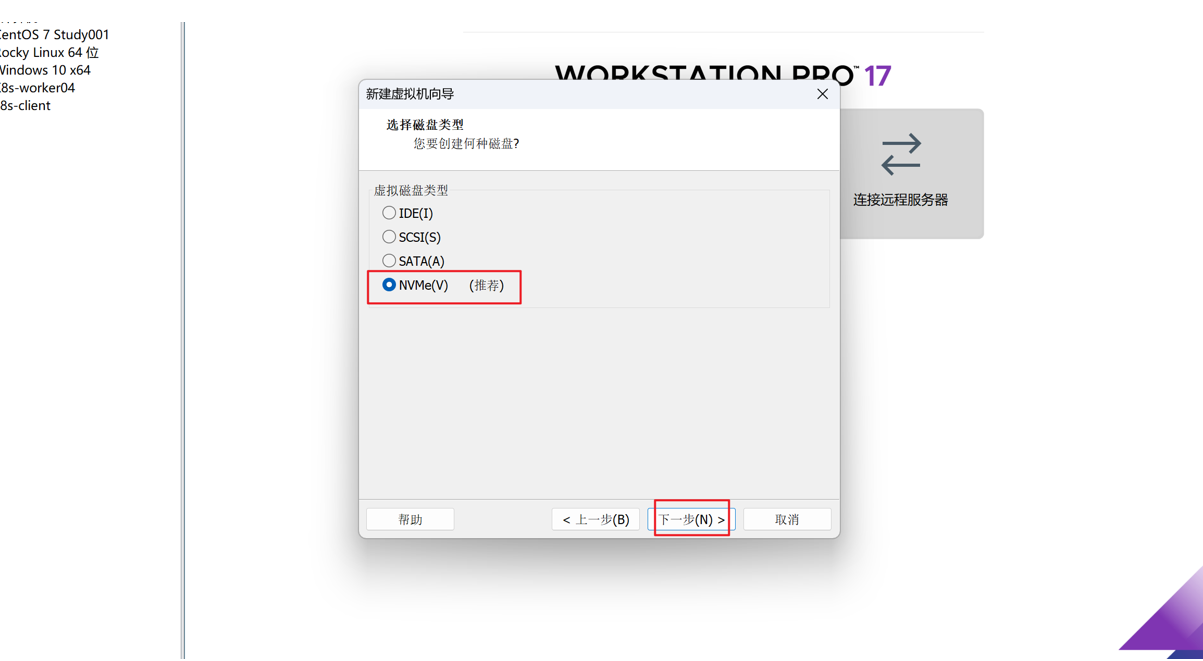 CentOS 7 Study001
Rocky Linux 64 位
Windows 10 x64
8s-worker04
8s-client
WORKSTATION PRO™ 17
新建虚拟机向导
选择磁盘类型
您要创建何种磁盘?
连接远程服务器
虚拟磁盘类型
IDE(I)
SCSI(S)
SATA(A)
NVMe(V) (推荐)
帮助
< 上一步(B)
下一步(N) >
取消